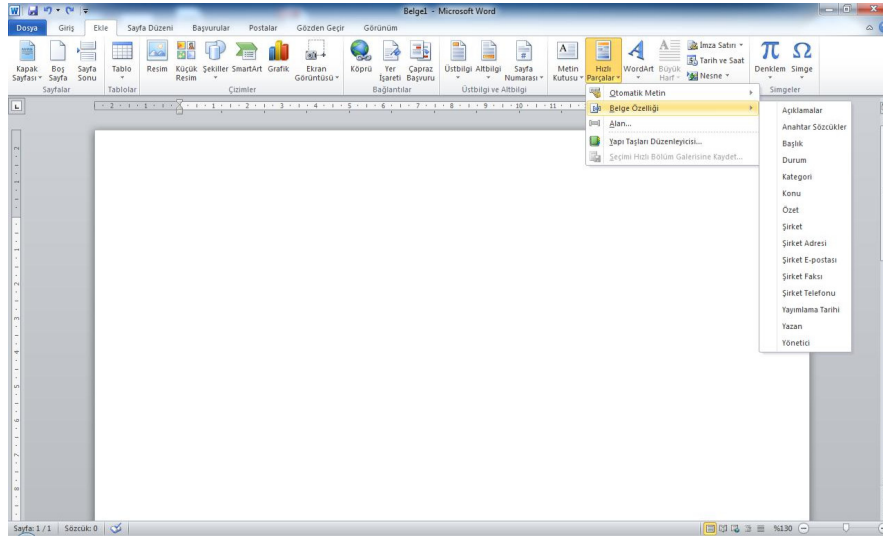 Belge1 - Microsoft Word
Dosya Giriş Ekle Sayfa Düzeni Başvurular Postalar Gözden Geçir Görünüm
Kapak Sayfası Boş Sayfa Sayfa Sonu Tablo Resim Küçük Resim Şekiller SmartArt Grafik Ekran Görüntüsü Köprü Yer İşareti Çapraz Başvuru Üstbilgi Altbilgi Sayfa Numarası Metin Kutusu Hızlı Parçalar WordArt Büyük Harf İmza Satırı Tarih ve Saat Nesne Denklem Simge
Sayfalar Tablolar Çizimler Bağlantılar Üstbilgi ve Altbilgi Simgeler
Otomatik Metin
Belge Özelliği
Alan...
Yapı Taşları Düzenleyicisi...
Seçimi Hızlı Bölüm Galerisine Kaydet...
Açıklamalar
Anahtar Sözcükler
Başlık
Durum
Kategori
Konu
Özet
Şirket
Şirket Adresi
Şirket E-postası
Şirket Faksı
Şirket Telefonu
Yayımlama Tarihi
Yazan
Yönetici
Sayfa: 1 / 1 Sözcük: 0 %130